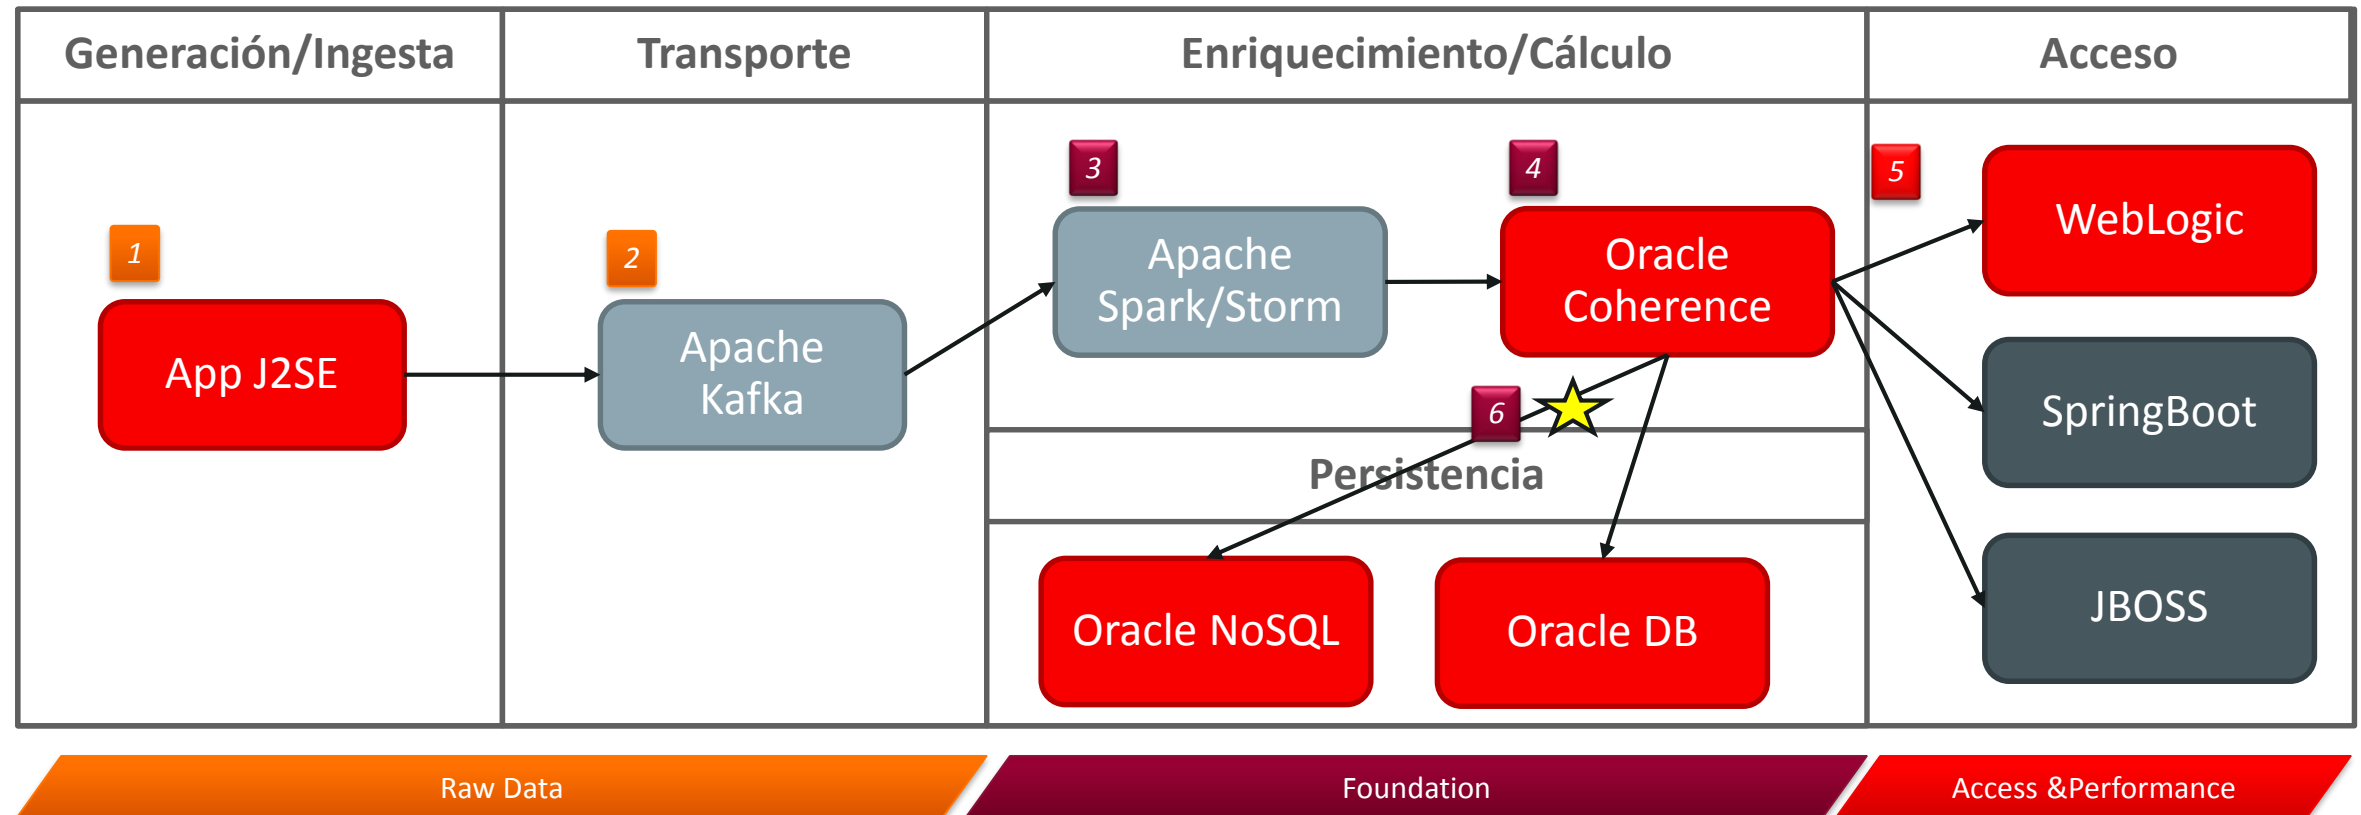 Generación/Ingesta
Transporte
Enriquecimiento/Cálculo
Acceso
1
App J2SE
2
Apache
Kafka
3
Apache
Spark/Storm
4
Oracle
Coherence
5
WebLogic
SpringBoot
JBOSS
6
Persistencia
Oracle NoSQL
Oracle DB
Raw Data
Foundation
Access &Performance